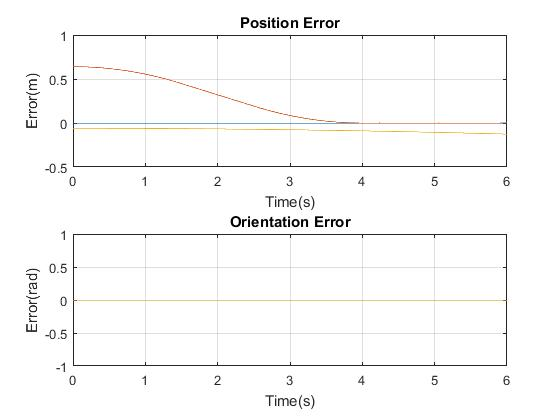 Position Error
1
0.5
0
-0.5
Error(m)
0 1 2 3 4 5 6
Time(s)
Orientation Error
1
0.5
0
-0.5
-1
Error(rad)
0 1 2 3 4 5 6
Time(s)